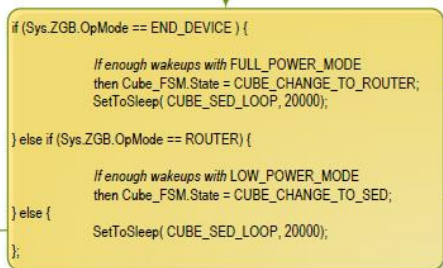 if (Sys.ZGB.OpMode == END_DEVICE ) {
If enough wakeups with FULL_POWER_MODE
then Cube_FSM.State = CUBE_CHANGE_TO_ROUTER;
SetToSleep( CUBE_SED_LOOP, 20000);
} else if (Sys.ZGB.OpMode == ROUTER) {
If enough wakeups with LOW_POWER_MODE
then Cube_FSM.State = CUBE_CHANGE_TO_SED;
} else {
SetToSleep( CUBE_SED_LOOP, 20000);
};